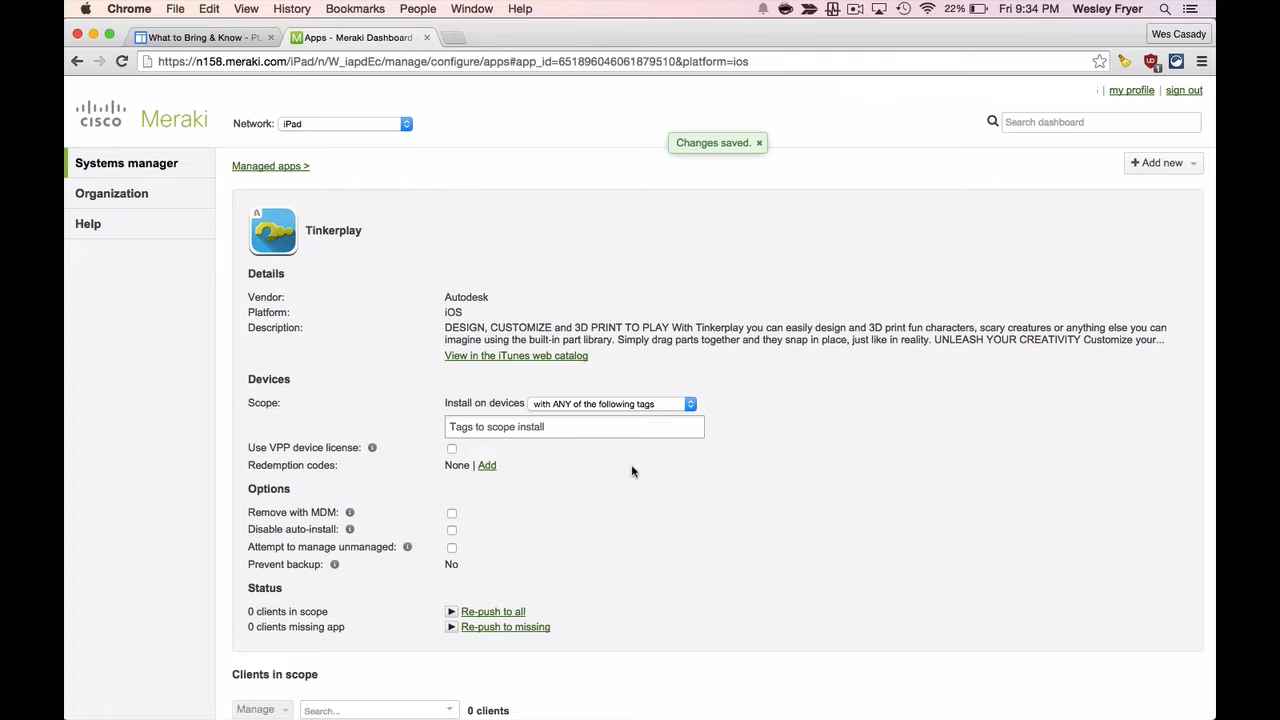 Chrome File Edit View History Bookmarks People Window Help 22% Fri 9:34 PM Wesley Fryer
What to Bring & Know - PL × Apps - Meraki Dashboard × Wes Casady
https://n158.meraki.com/iPad/n/W_iapdEc/manage/configure/apps#app_id=651896046061879510&platform=ios
my profile | sign out
CISCO Meraki Network: iPad Search dashboard
Changes saved. ×
Systems manager
Organization
Help
Managed apps >
+ Add new
Tinkerplay
Details
Vendor: Autodesk
Platform: iOS
Description: DESIGN, CUSTOMIZE and 3D PRINT TO PLAY With Tinkerplay you can easily design and 3D print fun characters, scary creatures or anything else you can
imagine using the built-in part library. Simply drag parts together and they snap in place, just like in reality. UNLEASH YOUR CREATIVITY Customize your...
View in the iTunes web catalog
Devices
Scope: Install on devices with ANY of the following tags
Tags to scope install
Use VPP device license:
Redemption codes: None | Add
Options
Remove with MDM:
Disable auto-install:
Attempt to manage unmanaged:
Prevent backup: No
Status
0 clients in scope Re-push to all
0 clients missing app Re-push to missing
Clients in scope
Manage Search... 0 clients